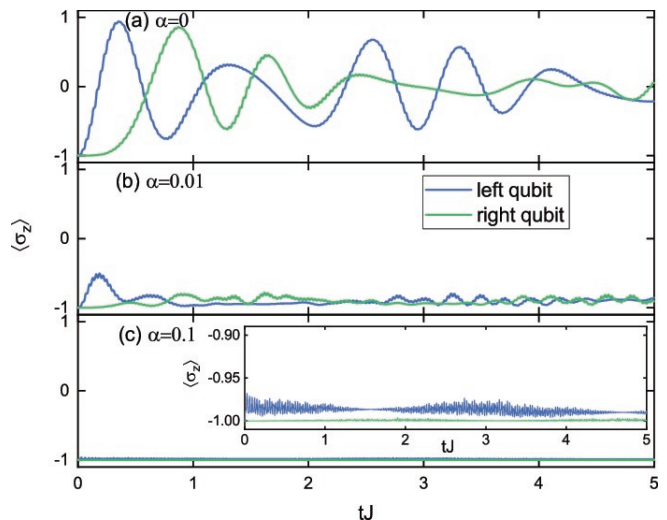 (a) α=0
1
0
-1
(b) α=0.01
left qubit
right qubit
1
0
-1
⟨σz⟩
(c) α=0.1
1
0
-1
-0.90
-0.95
-1.00
⟨σz⟩
0 1 2 3 4 5
tJ
0 1 2 3 4 5
tJ